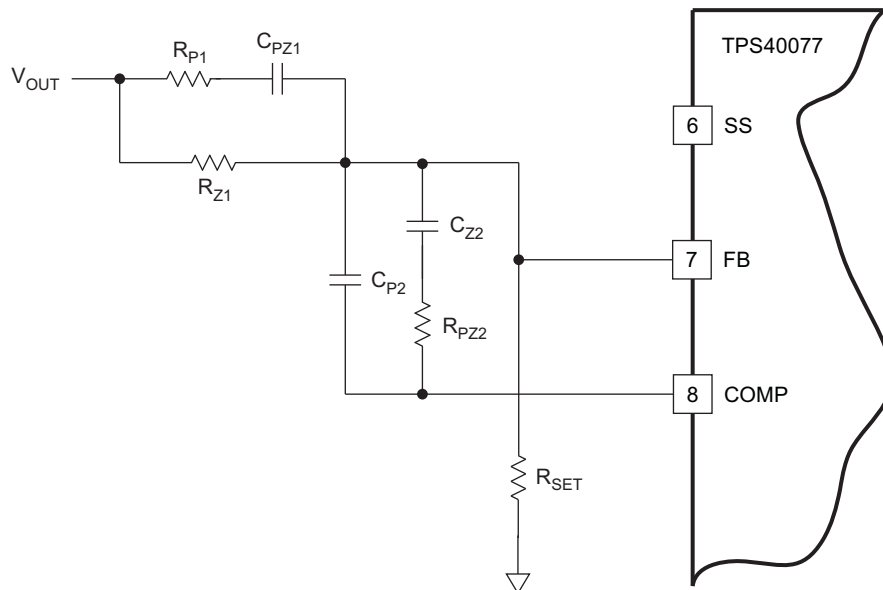 TPS40077
R_P1
C_PZ1
V_OUT
6 SS
R_Z1
C_Z2
7 FB
C_P2
R_PZ2
8 COMP
R_SET